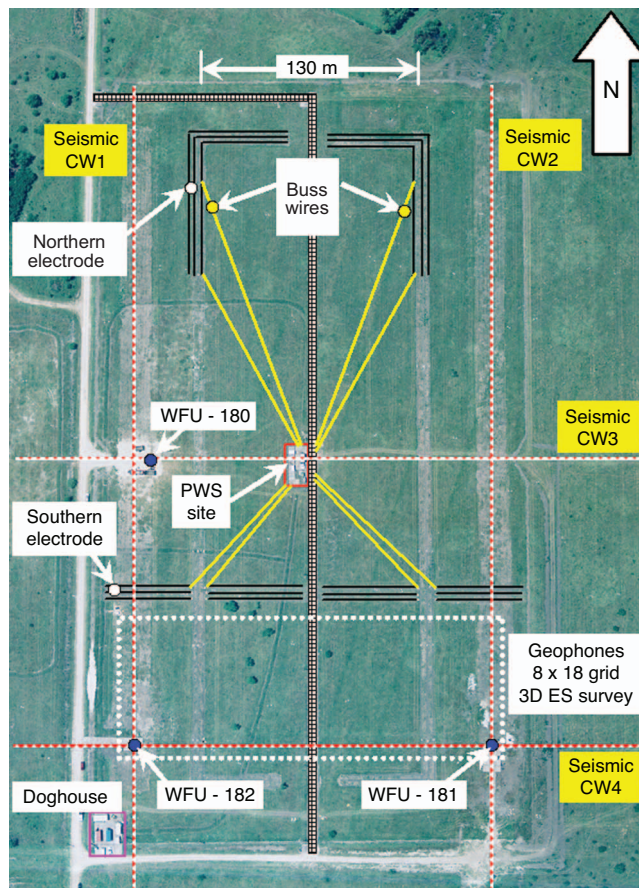 130 m
N
Seismic
CW1
Seismic
CW2
Buss
wires
Northern
electrode
WFU - 180
Seismic
CW3
PWS
site
Southern
electrode
Geophones
8 x 18 grid
3D ES survey
WFU - 182
WFU - 181
Seismic
CW4
Doghouse